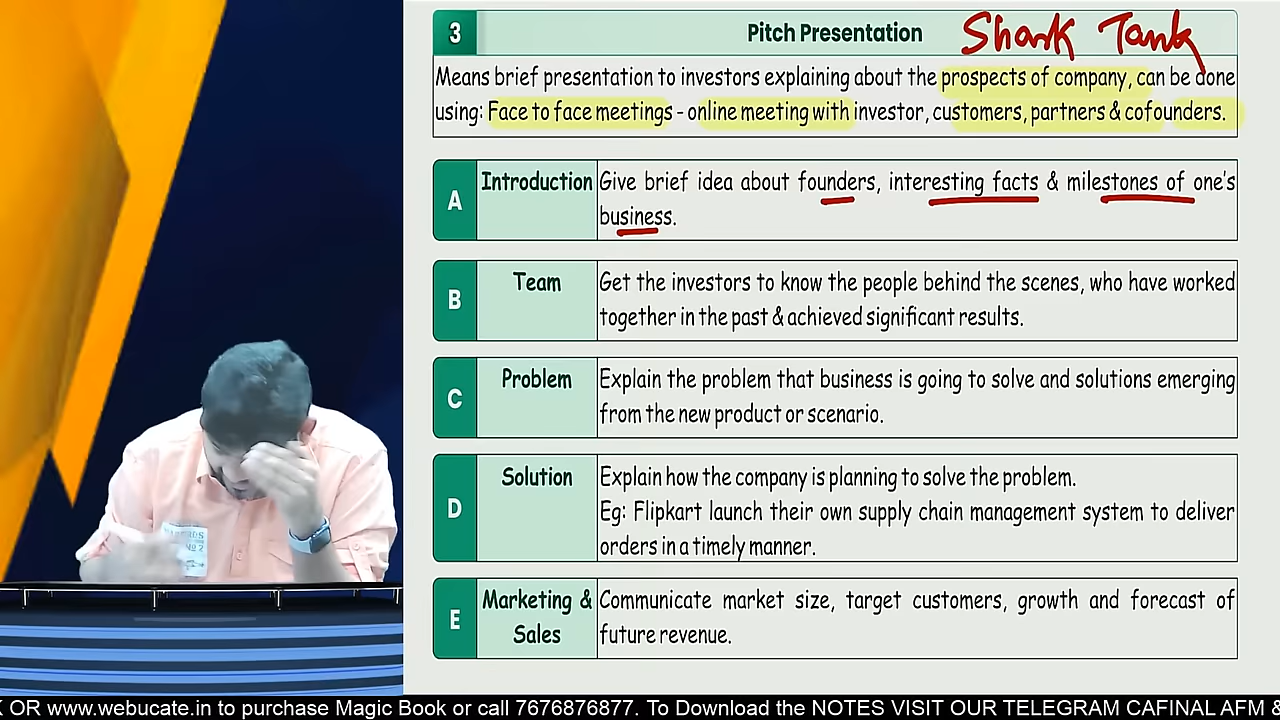 3 Pitch Presentation Shark Tank
Means brief presentation to investors explaining about the prospects of company, can be done
using: Face to face meetings - online meeting with investor, customers, partners & cofounders.
A Introduction Give brief idea about founders, interesting facts & milestones of one's
business.
B Team Get the investors to know the people behind the scenes, who have worked
together in the past & achieved significant results.
C Problem Explain the problem that business is going to solve and solutions emerging
from the new product or scenario.
D Solution Explain how the company is planning to solve the problem.
Eg: Flipkart launch their own supply chain management system to deliver
orders in a timely manner.
E Marketing & Sales Communicate market size, target customers, growth and forecast of
future revenue.
OR www.webucate.in to purchase Magic Book or call 7676876877. To Download the NOTES VISIT OUR TELEGRAM CAFINAL AFM &